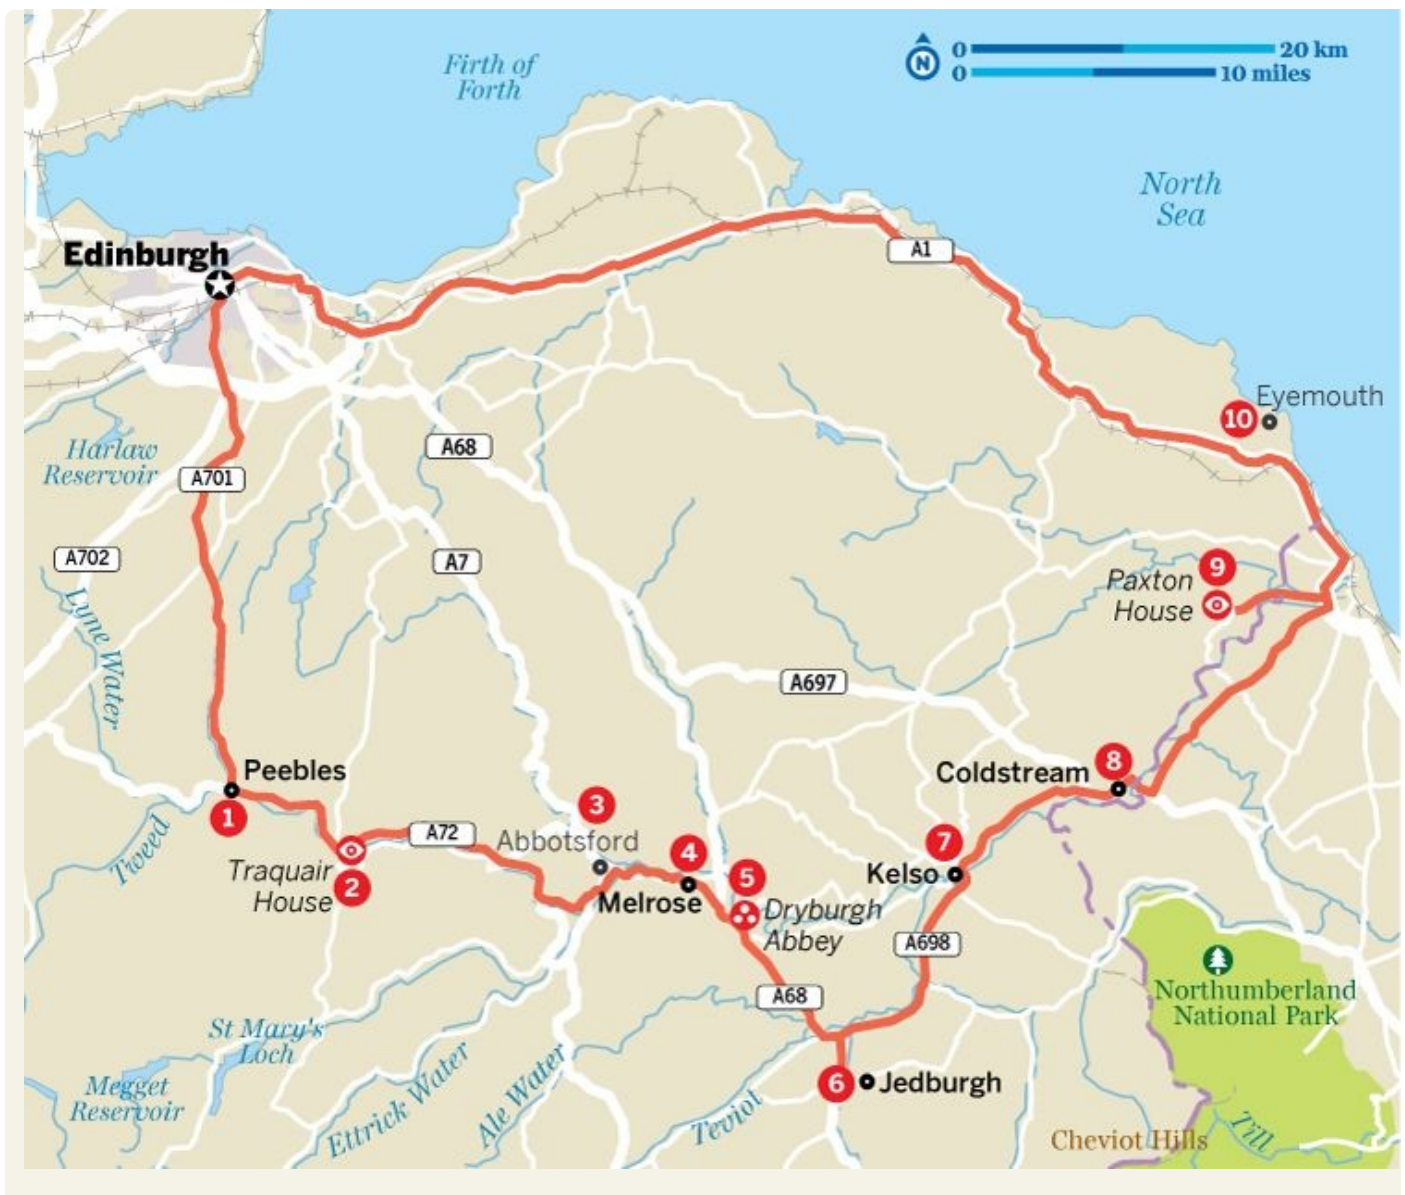 Firth of
Forth
0
20 km
N
0
10 miles
North
Sea
Edinburgh
A1
Eyemouth
10
Harlaw
Reservoir
A68
A701
A702
A7
Lyne Water
9
Paxton
House
A697
Peebles
1
Coldstream
8
Tweed
Traquair
House
2
A72
3
Abbotsford
4
Melrose
5
Dryburgh
Abbey
7
Kelso
A698
A68
Northumberland
National Park
St Mary's
Loch
Megget
Reservoir
Ettrick Water
Ale Water
Teviot
6
Jedburgh
Cheviot Hills
Till